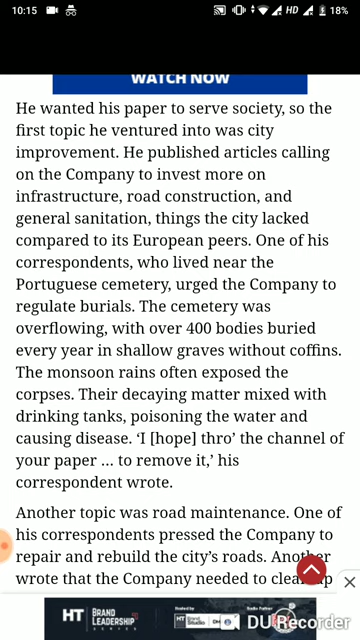 10:15
HD
18%
WATCH NOW
He wanted his paper to serve society, so the
first topic he ventured into was city
improvement. He published articles calling
on the Company to invest more on
infrastructure, road construction, and
general sanitation, things the city lacked
compared to its European peers. One of his
correspondents, who lived near the
Portuguese cemetery, urged the Company to
regulate burials. The cemetery was
overflowing, with over 400 bodies buried
every year in shallow graves without coffins.
The monsoon rains often exposed the
corpses. Their decaying matter mixed with
drinking tanks, poisoning the water and
causing disease. ‘I [hope] thro’ the channel of
your paper … to remove it,’ his
correspondent wrote.
Another topic was road maintenance. One of
his correspondents pressed the Company to
repair and rebuild the city’s roads. Another
wrote that the Company needed to clean up
HT BRAND
LEADERSHIP
SERIES
Hosted by
Radio Partner
DU Recorder